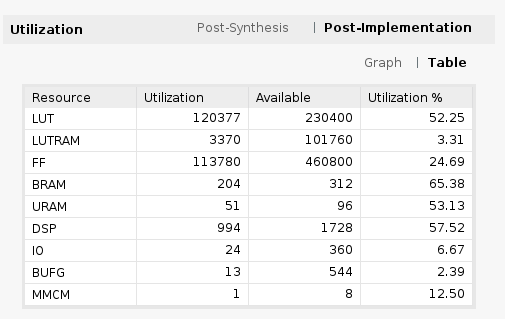 Utilization Post-Synthesis | Post-Implementation
Graph | Table
Resource Utilization Available Utilization %
LUT 120377 230400 52.25
LUTRAM 3370 101760 3.31
FF 113780 460800 24.69
BRAM 204 312 65.38
URAM 51 96 53.13
DSP 994 1728 57.52
IO 24 360 6.67
BUFG 13 544 2.39
MMCM 1 8 12.50